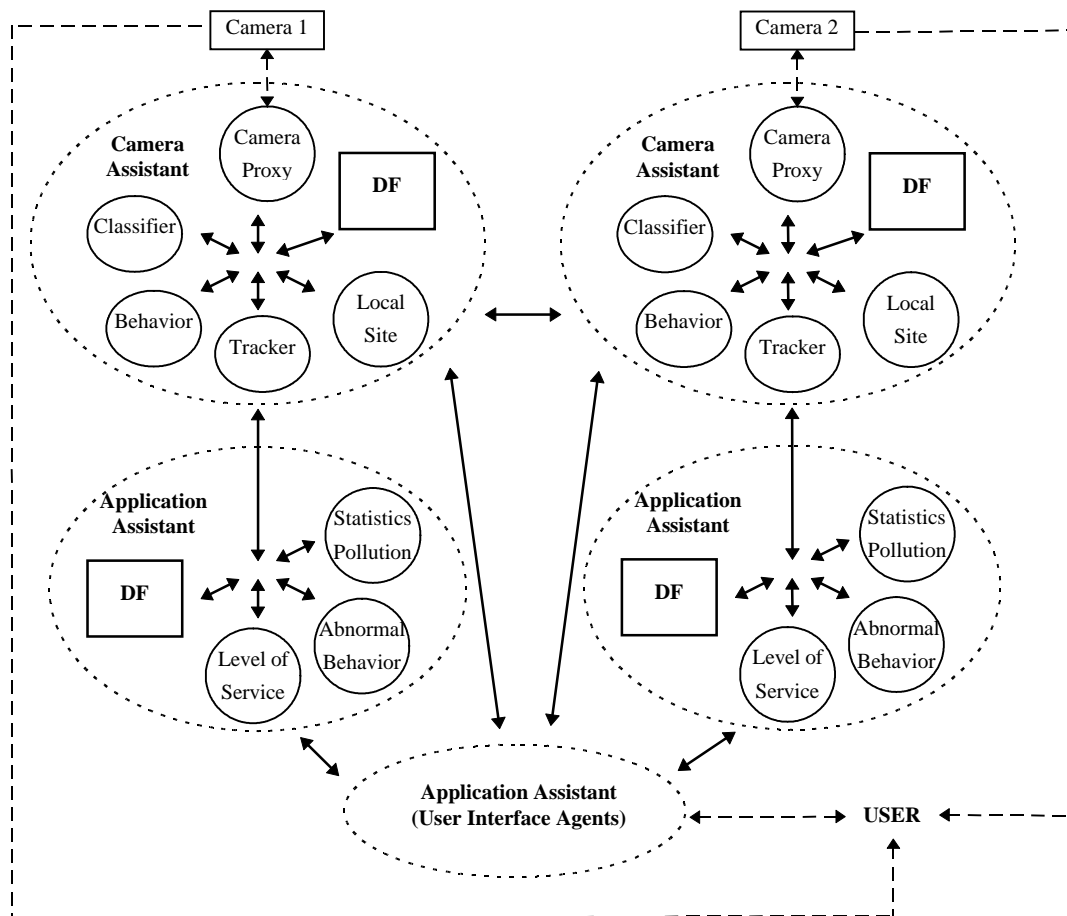 Camera 1
Camera 2
Camera
Assistant
Camera
Proxy
DF
Classifier
Behavior
Tracker
Local
Site
Camera
Assistant
Camera
Proxy
DF
Classifier
Behavior
Tracker
Local
Site
Application
Assistant
Statistics
Pollution
DF
Abnormal
Behavior
Level of
Service
Application
Assistant
Statistics
Pollution
DF
Abnormal
Behavior
Level of
Service
Application Assistant
(User Interface Agents)
USER